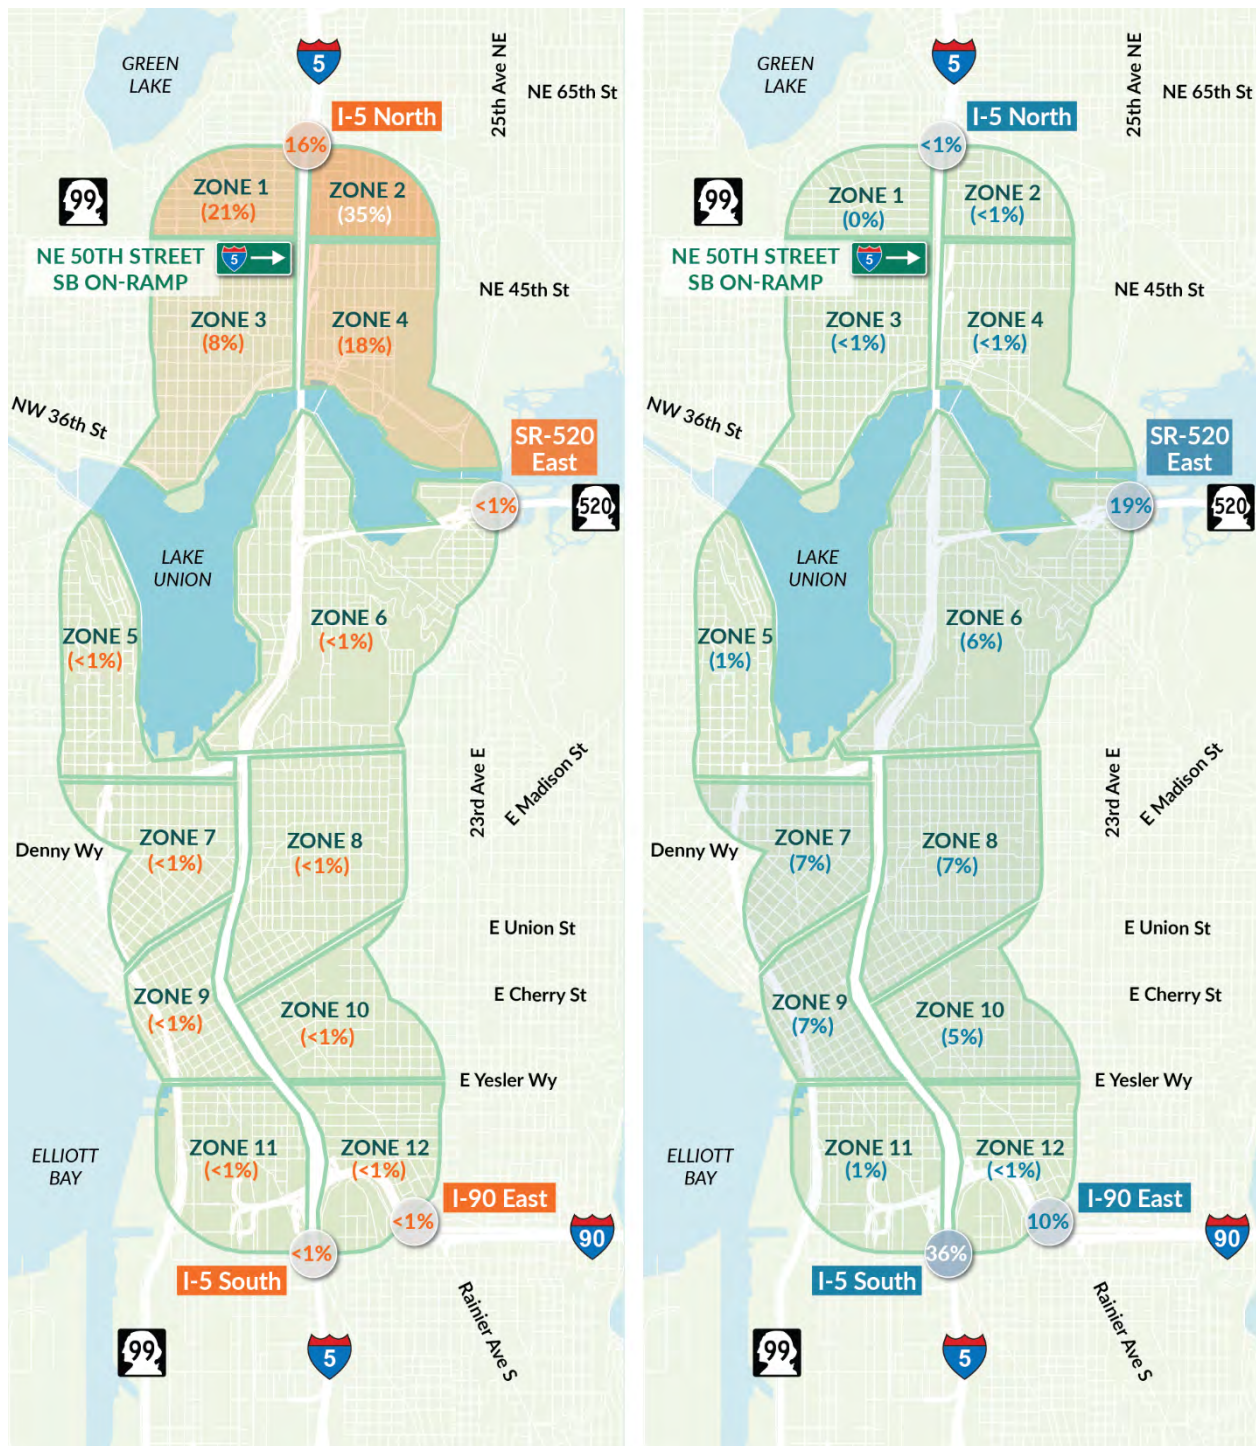 GREEN
LAKE
5
25th Ave NE
NE 65th St
I-5 North
16%
99
ZONE 1
(21%)
ZONE 2
(35%)
NE 50TH STREET
SB ON-RAMP
5
NE 45th St
ZONE 3
(8%)
ZONE 4
(18%)
NW 36th St
SR-520
East
<1%
520
LAKE
UNION
ZONE 5
(<1%)
ZONE 6
(<1%)
23rd Ave E
E Madison St
Denny Wy
ZONE 7
(<1%)
ZONE 8
(<1%)
E Union St
ZONE 9
(<1%)
E Cherry St
ZONE 10
(<1%)
E Yesler Wy
ELLIOTT
BAY
ZONE 11
(<1%)
ZONE 12
(<1%)
I-90 East
<1%
90
<1%
I-5 South
Rainier Ave S
99
5
GREEN
LAKE
5
25th Ave NE
NE 65th St
I-5 North
<1%
99
ZONE 1
(0%)
ZONE 2
(<1%)
NE 50TH STREET
SB ON-RAMP
5
NE 45th St
ZONE 3
(<1%)
ZONE 4
(<1%)
NW 36th St
SR-520
East
19%
520
LAKE
UNION
ZONE 5
(1%)
ZONE 6
(6%)
23rd Ave E
E Madison St
Denny Wy
ZONE 7
(7%)
ZONE 8
(7%)
E Union St
ZONE 9
(7%)
E Cherry St
ZONE 10
(5%)
E Yesler Wy
ELLIOTT
BAY
ZONE 11
(1%)
ZONE 12
(<1%)
I-90 East
10%
90
36%
I-5 South
Rainier Ave S
99
5